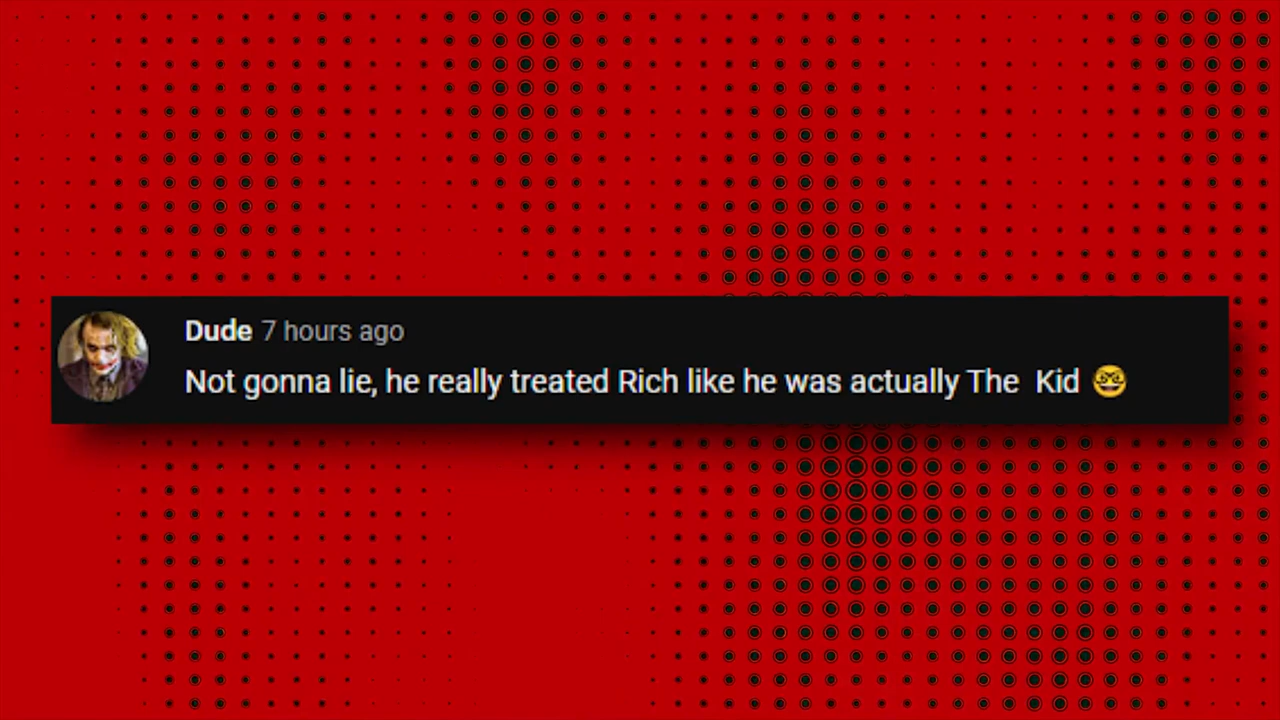 Dude 7 hours ago
Not gonna lie, he really treated Rich like he was actually The  Kid 😆